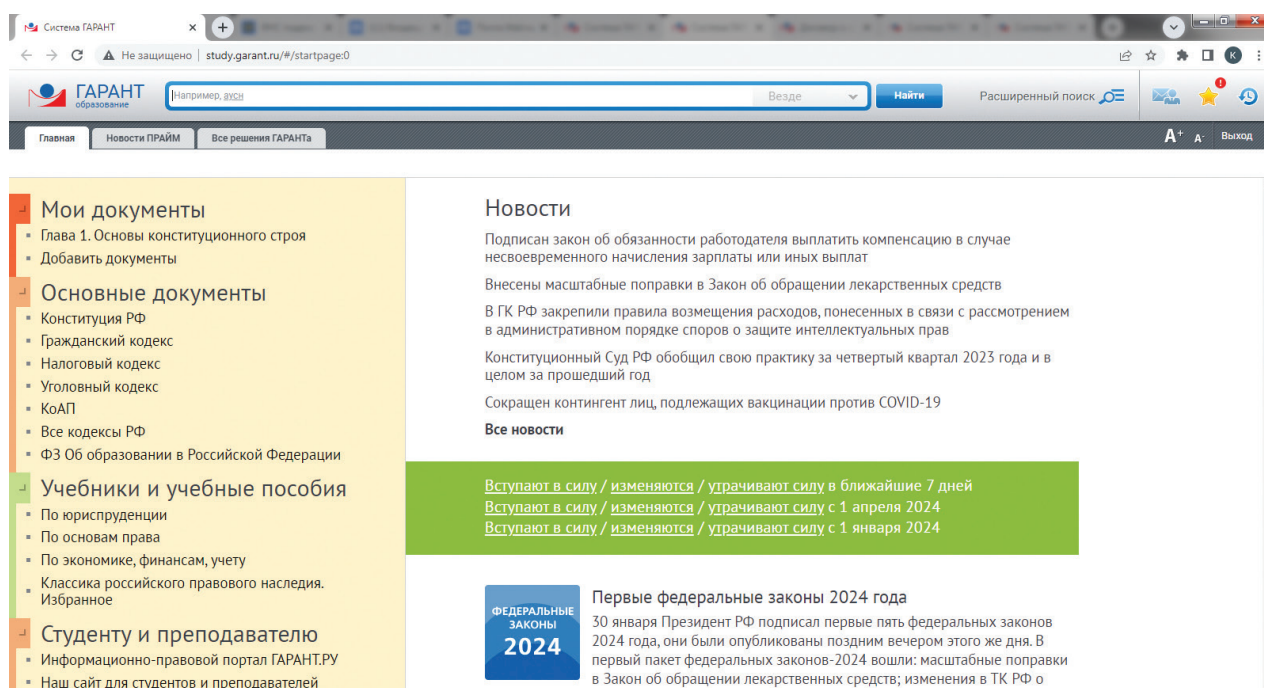 Система ГАРАНТ
Не защищено | study.garant.ru/#/startpage:0
К
ГАРАНТ
образование
Например, аусн
Везде
Найти
Расширенный поиск
Главная
Новости ПРАЙМ
Все решения ГАРАНТа
А+ А- Выход
Мои документы
Глава 1. Основы конституционного строя
Добавить документы
Основные документы
Конституция РФ
Гражданский кодекс
Налоговый кодекс
Уголовный кодекс
КоАП
Все кодексы РФ
ФЗ Об образовании в Российской Федерации
Учебники и учебные пособия
По юриспруденции
По основам права
По экономике, финансам, учету
Классика российского правового наследия.
Избранное
Студенту и преподавателю
Информационно-правовой портал ГАРАНТ.РУ
Наш сайт для студентов и преподавателей
Новости
Подписан закон об обязанности работодателя выплатить компенсацию в случае
несвоевременного начисления зарплаты или иных выплат
Внесены масштабные поправки в Закон об обращении лекарственных средств
В ГК РФ закрепили правила возмещения расходов, понесенных в связи с рассмотрением
в административном порядке споров о защите интеллектуальных прав
Конституционный Суд РФ обобщил свою практику за четвертый квартал 2023 года и в
целом за прошедший год
Сокращен контингент лиц, подлежащих вакцинации против COVID-19
Все новости
Вступают в силу / изменяются / утрачивают силу в ближайшие 7 дней
Вступают в силу / изменяются / утрачивают силу с 1 апреля 2024
Вступают в силу / изменяются / утрачивают силу с 1 января 2024
ФЕДЕРАЛЬНЫЕ
ЗАКОНЫ
2024
Первые федеральные законы 2024 года
30 января Президент РФ подписал первые пять федеральных законов
2024 года, они были опубликованы поздним вечером этого же дня. В
первый пакет федеральных законов-2024 вошли: масштабные поправки
в Закон об обращении лекарственных средств; изменения в ТК РФ о